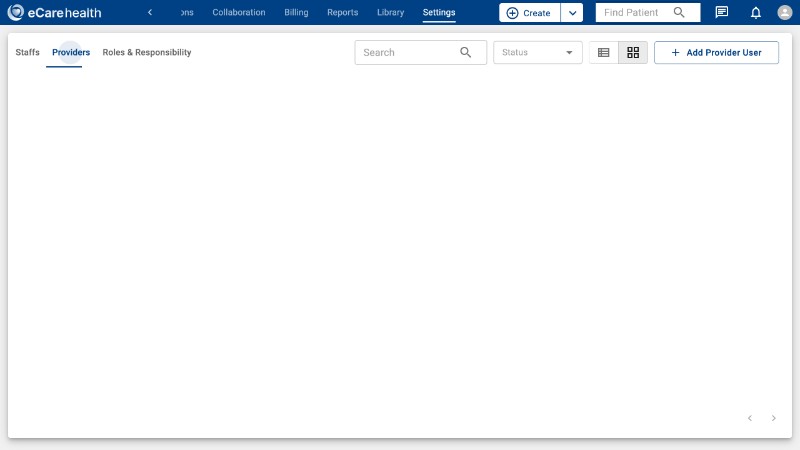 eCarehealth
ons Collaboration Billing Reports Library Settings Create Find Patient
Staffs Providers Roles & Responsibility Search Status Add Provider User